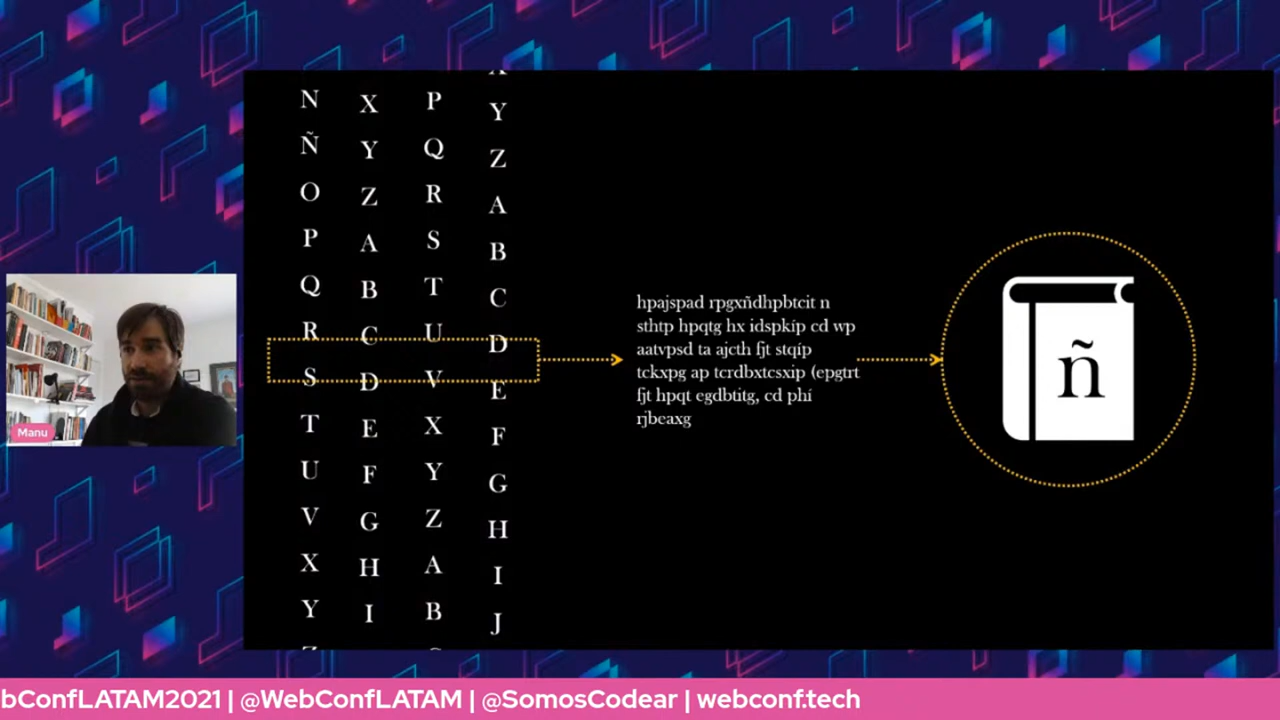 N
Ñ
O
P
Q
R
S
T
U
V
X
Y
Z
X
Y
Z
A
B
C
D
E
F
G
H
I
P
Q
R
S
T
U
V
X
Y
Z
A
B
X
Y
Z
A
B
C
D
E
F
G
H
I
J
hpajspad rpgxñdhpbtcit n
sthtp hpqtg hx idspkíp cd wp
aatvpsd ta ajcth fjt stqíp
tckxpg ap tcrdbxtcsxip (epgtrt
fjt hpqt egdbtitg, cd phí
rjbeaxg
ñ
Manu
bConfLATAM2021 | @WebConfLATAM | @SomosCodear | webconf.tech